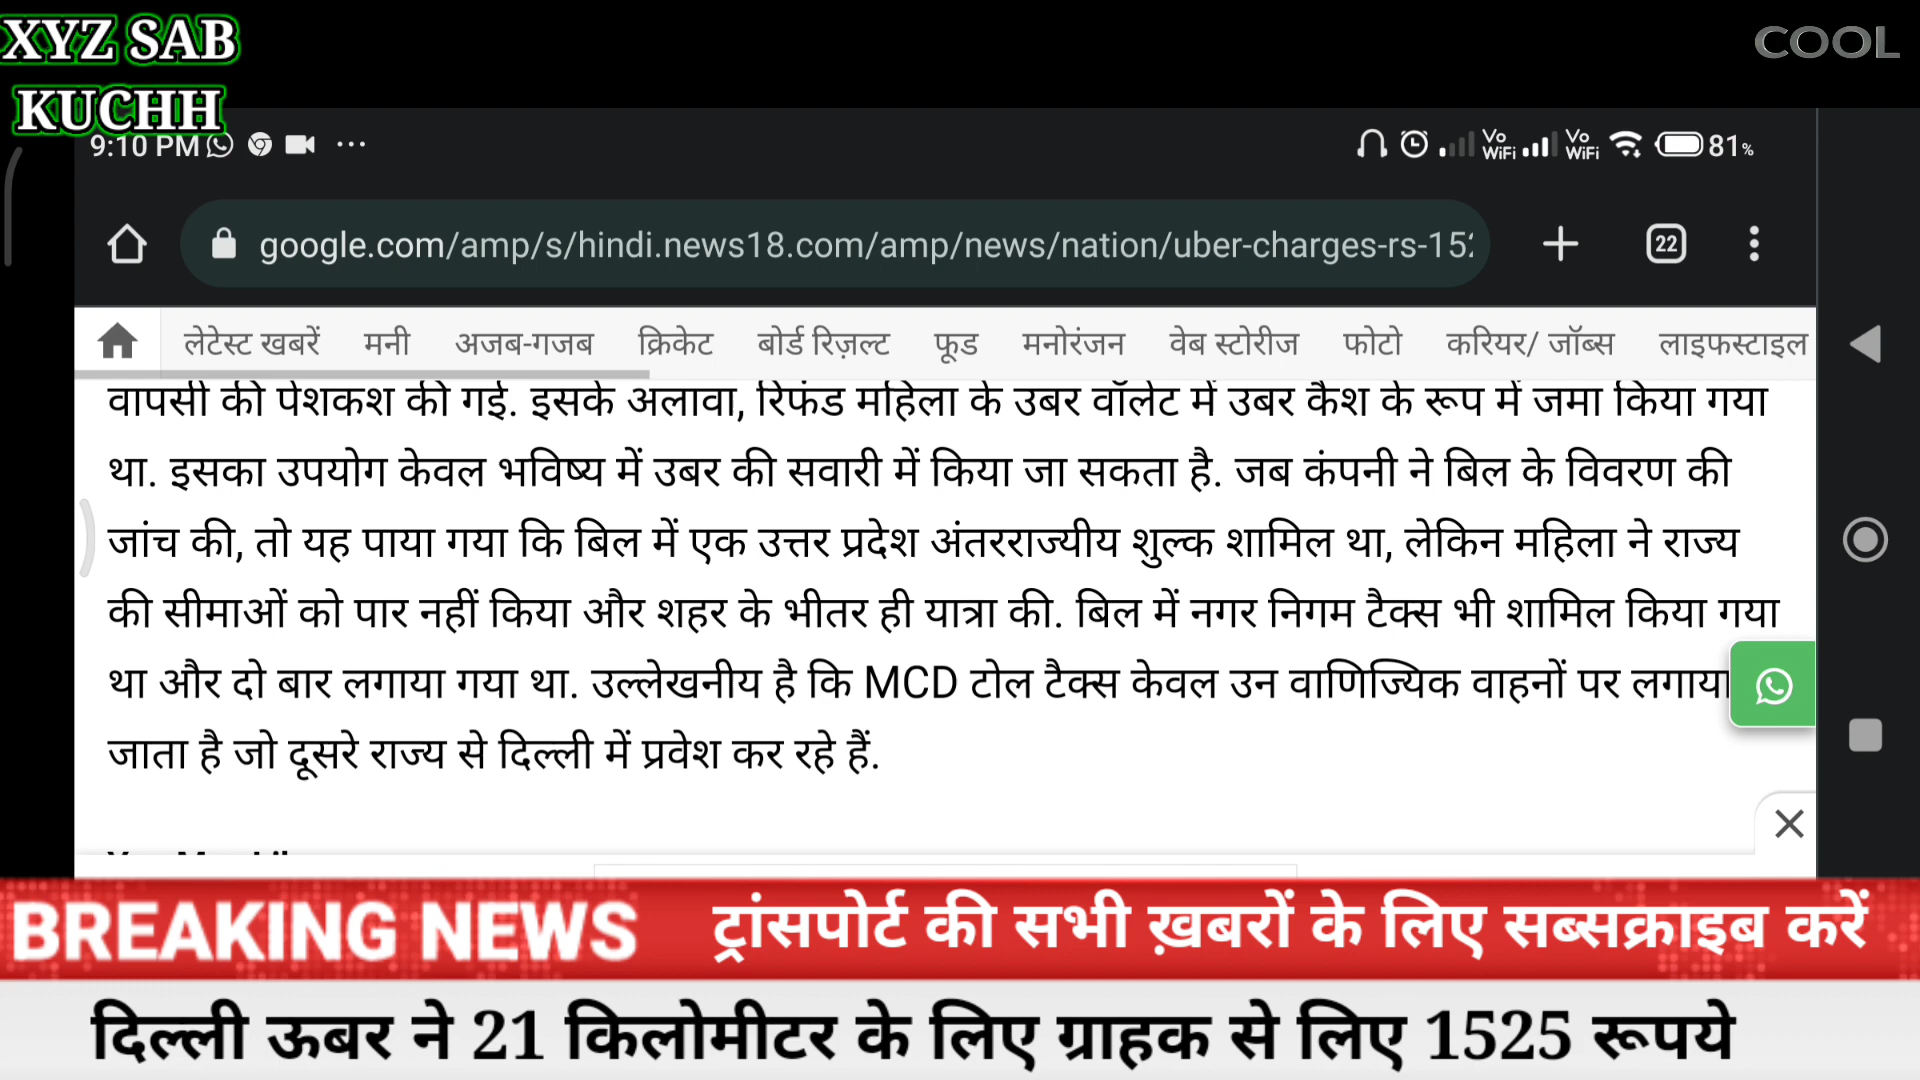 XYZ SAB
KUCHH
COOL
9:10 PM
Vo WiFi Vo WiFi 81%
google.com/amp/s/hindi.news18.com/amp/news/nation/uber-charges-rs-152
22
लेटेस्ट खबरें मनी अजब-गजब क्रिकेट बोर्ड रिज़ल्ट फूड मनोरंजन वेब स्टोरीज फोटो करियर/ जॉब्स लाइफस्टाइल
वापसी की पेशकश की गई. इसके अलावा, रिफंड महिला के उबर वॉलेट में उबर कैश के रूप में जमा किया गया
था. इसका उपयोग केवल भविष्य में उबर की सवारी में किया जा सकता है. जब कंपनी ने बिल के विवरण की
जांच की, तो यह पाया गया कि बिल में एक उत्तर प्रदेश अंतरराज्यीय शुल्क शामिल था, लेकिन महिला ने राज्य
की सीमाओं को पार नहीं किया और शहर के भीतर ही यात्रा की. बिल में नगर निगम टैक्स भी शामिल किया गया
था और दो बार लगाया गया था. उल्लेखनीय है कि MCD टोल टैक्स केवल उन वाणिज्यिक वाहनों पर लगाया
जाता है जो दूसरे राज्य से दिल्ली में प्रवेश कर रहे हैं.
BREAKING NEWS ट्रांसपोर्ट की सभी ख़बरों के लिए सब्सक्राइब करें
दिल्ली ऊबर ने 21 किलोमीटर के लिए ग्राहक से लिए 1525 रूपये